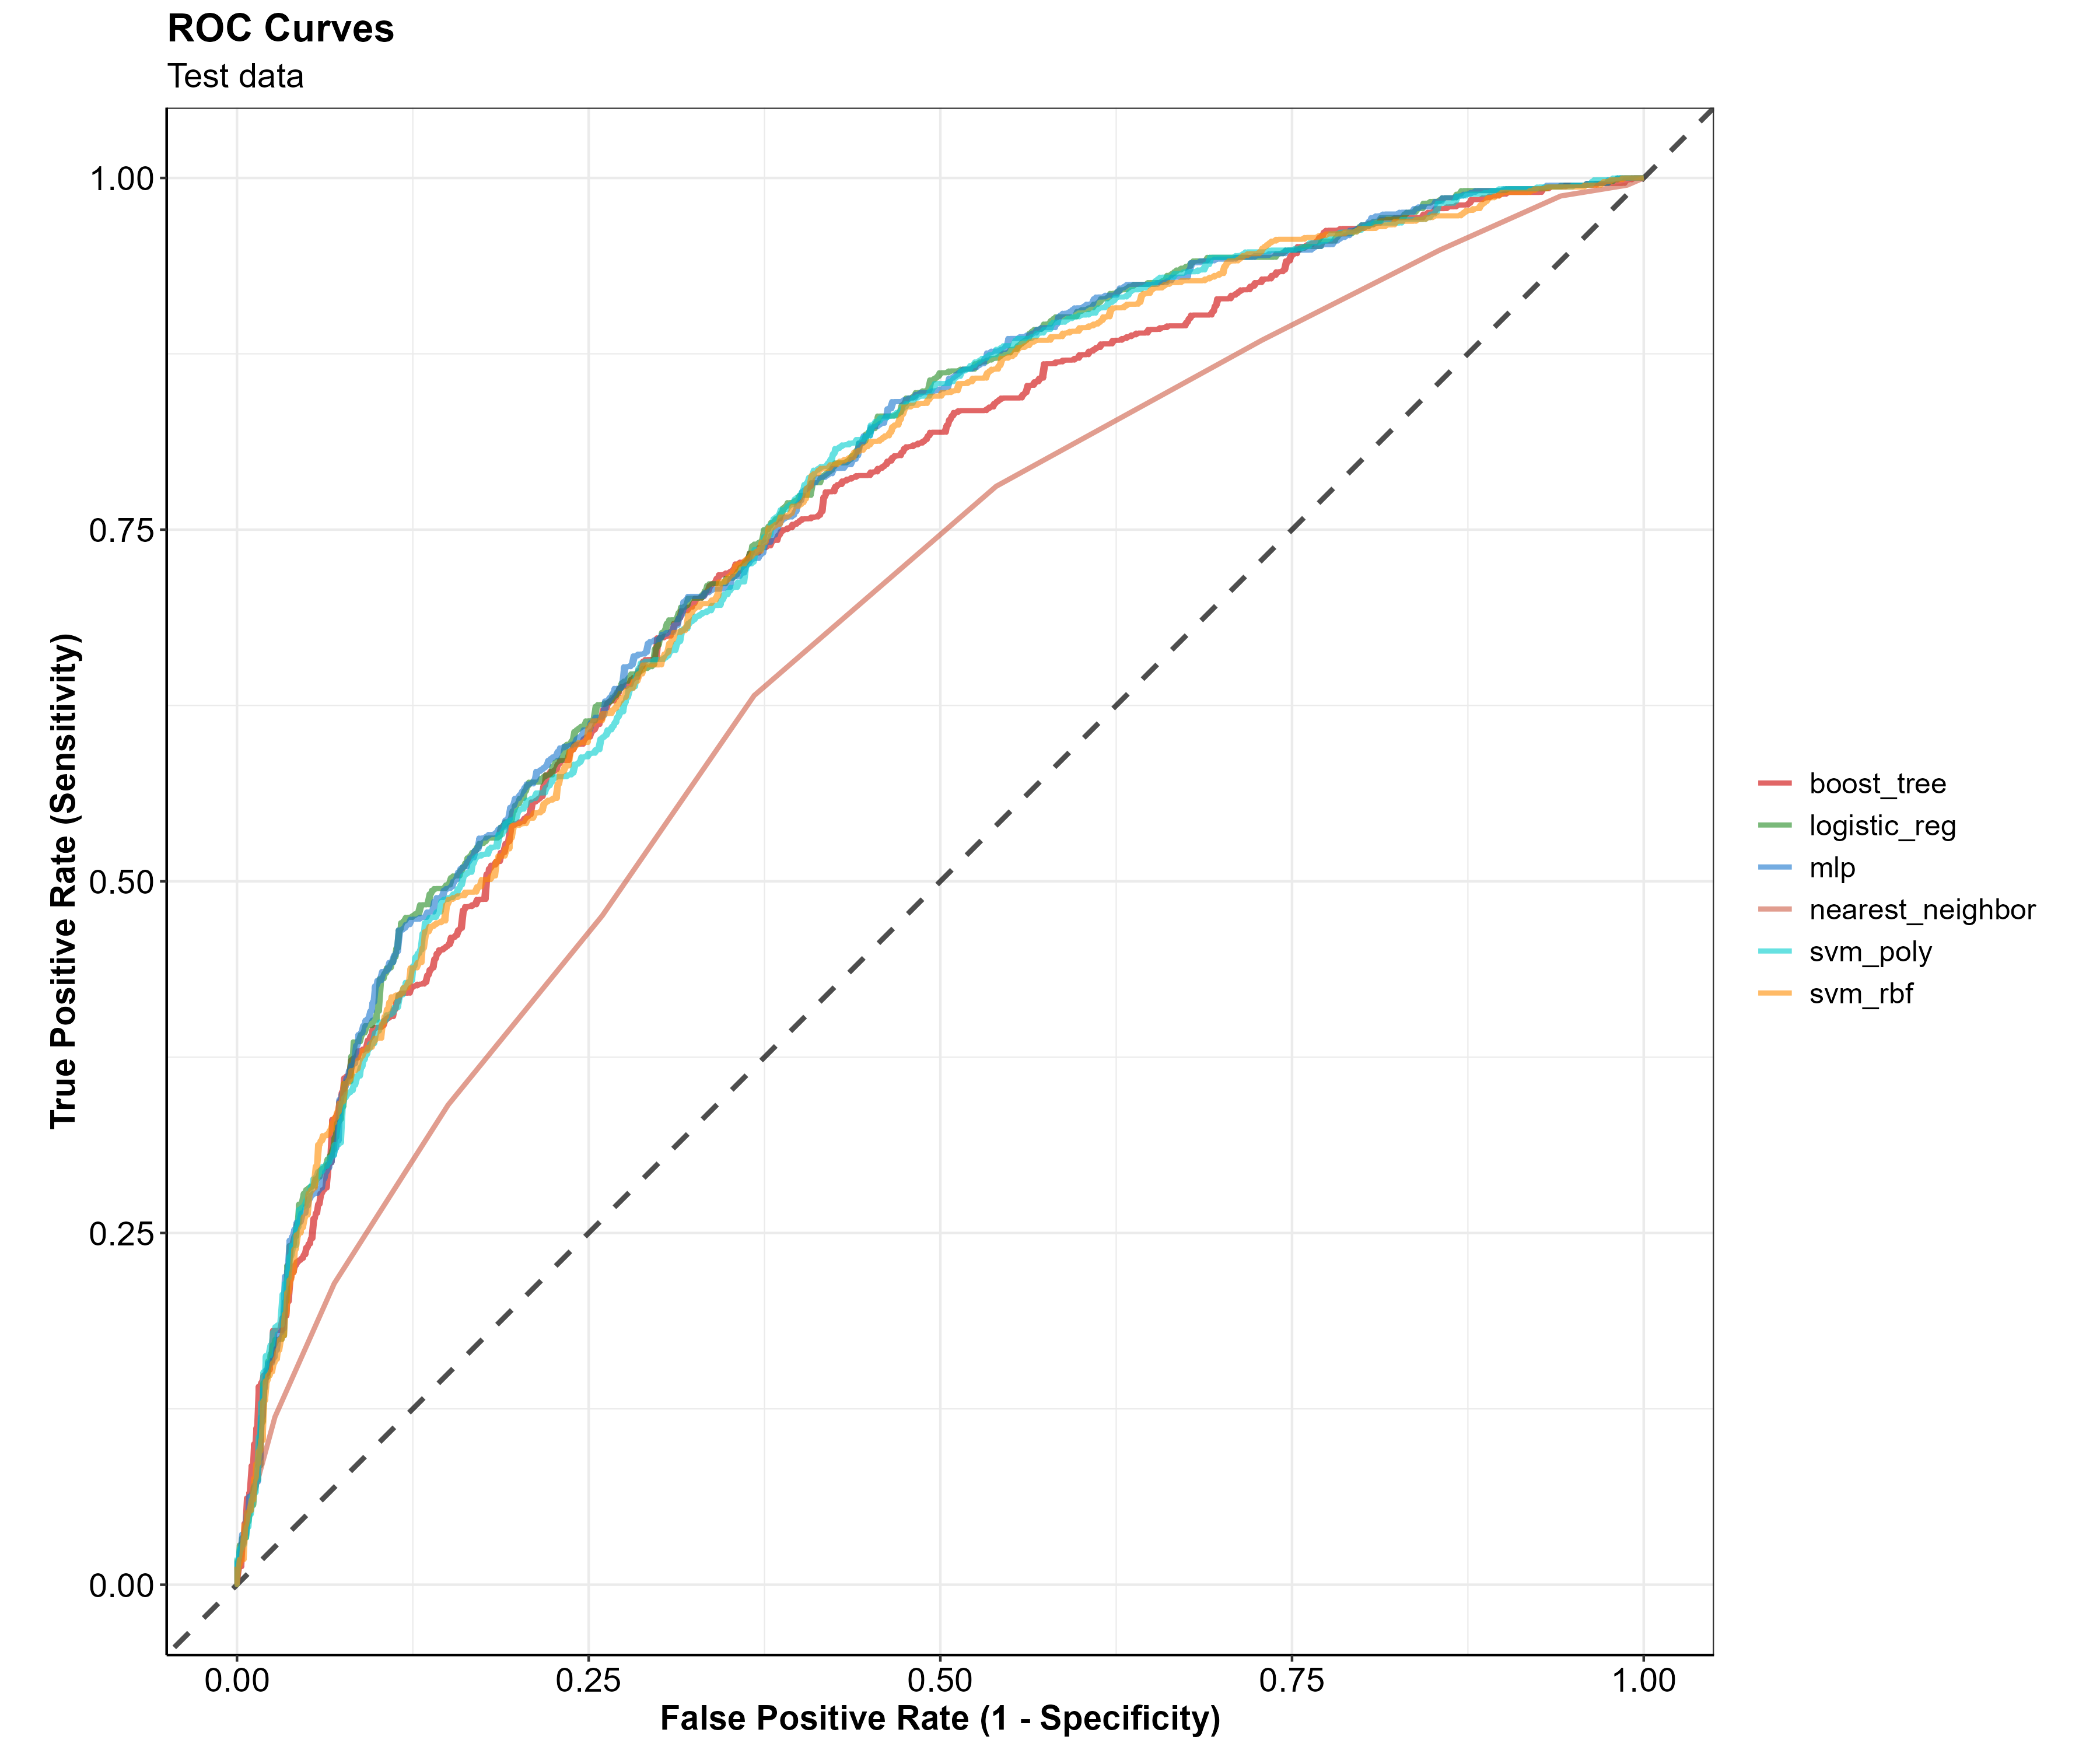 ROC Curves
Test data
True Positive Rate (Sensitivity)
1.00
0.75
0.50
0.25
0.00
0.00 0.25 0.50 0.75 1.00
False Positive Rate (1 - Specificity)
boost_tree
logistic_reg
mlp
nearest_neighbor
svm_poly
svm_rbf